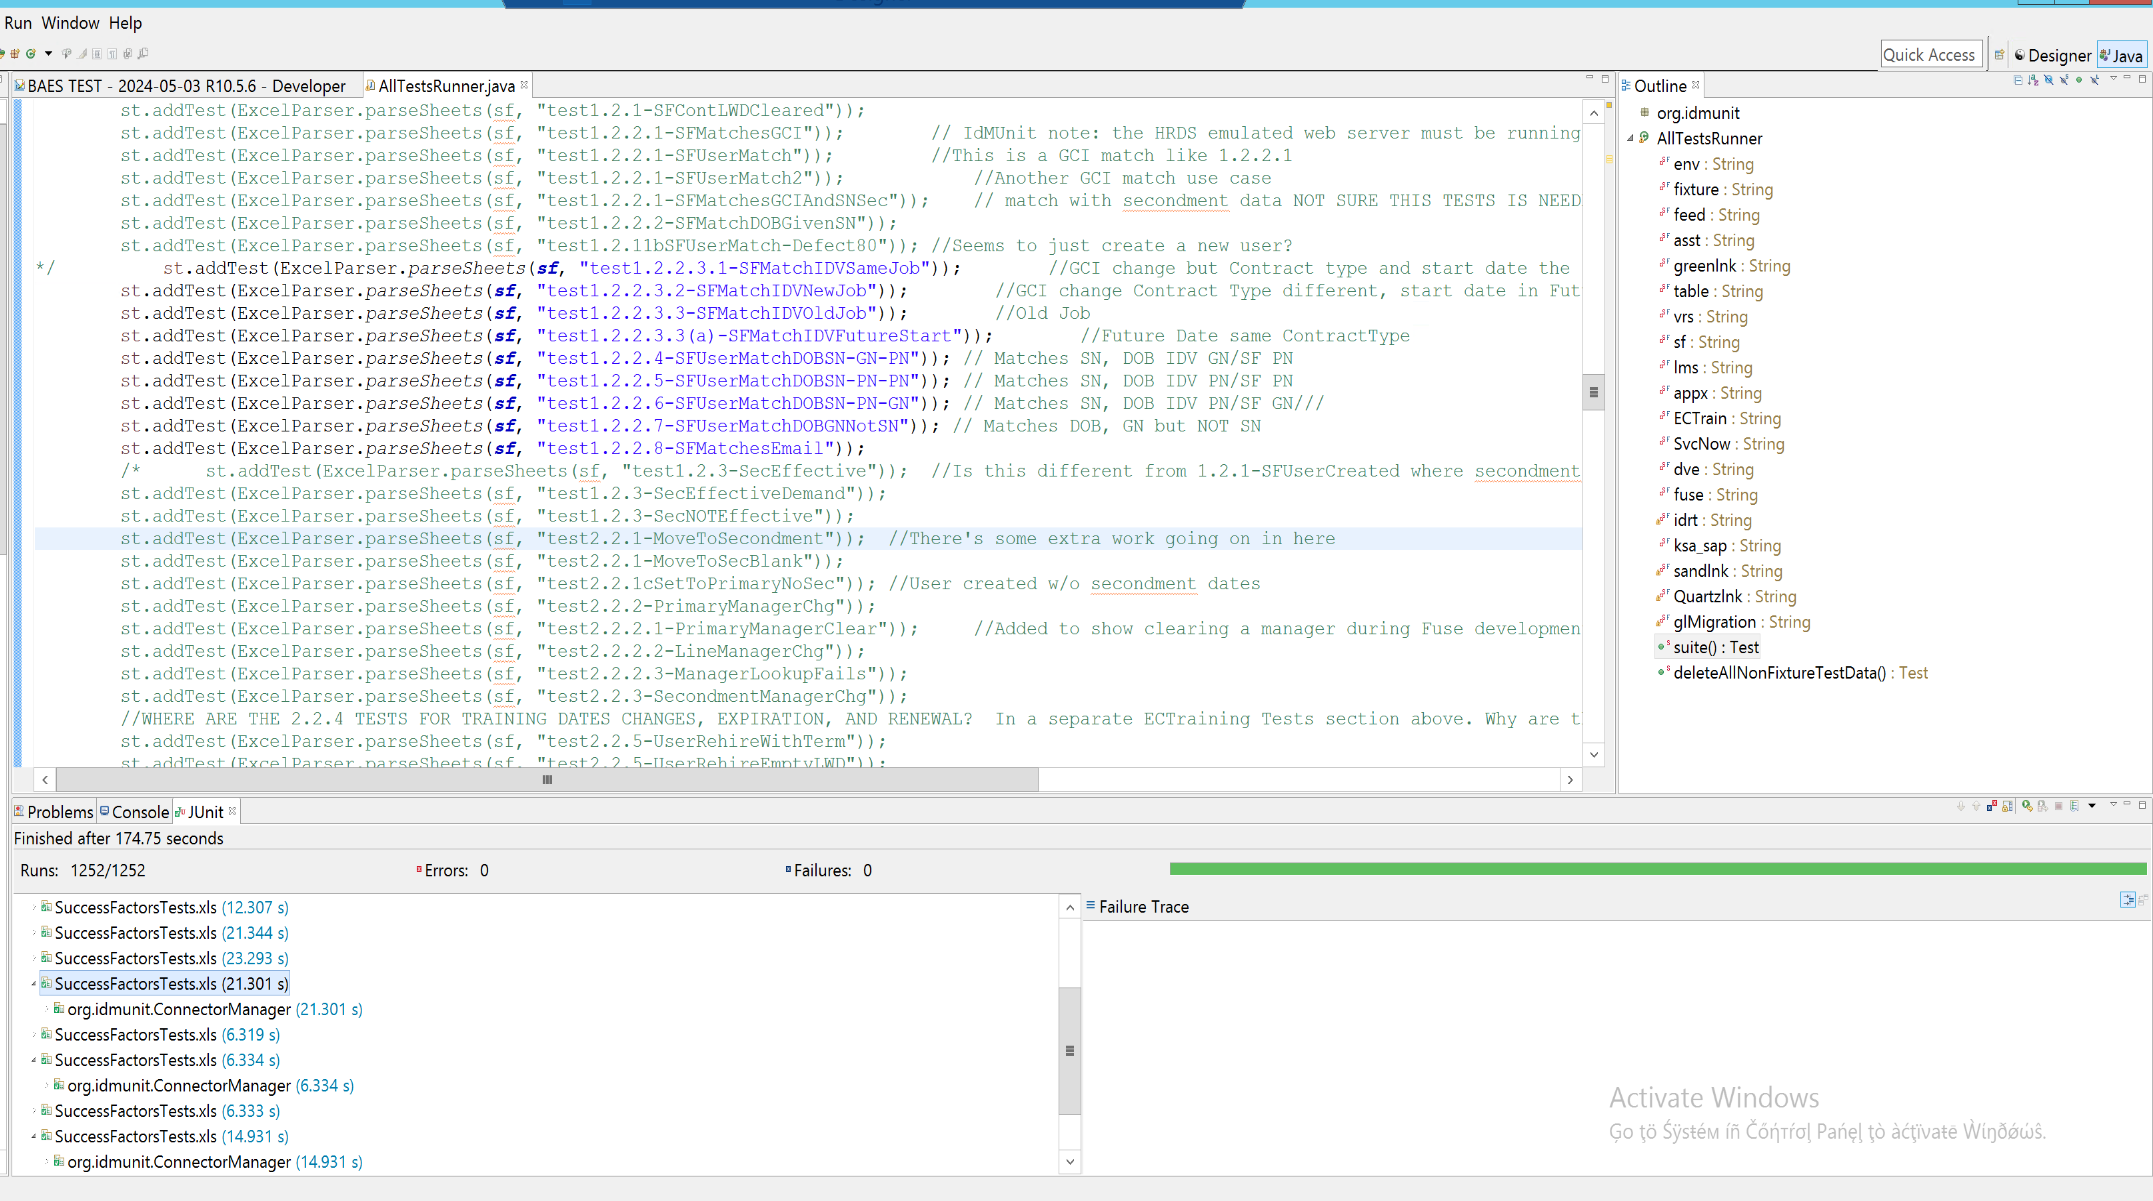 Run Window Help
Quick Access
Designer
Java
BAES TEST - 2024-05-03 R10.5.6 - Developer
AllTestsRunner.java
st.addTest(ExcelParser.parseSheets(sf, "test1.2.1-SFContLWDCleared"));
st.addTest(ExcelParser.parseSheets(sf, "test1.2.2.1-SFMatchesGCI")); // IdMUnit note: the HRDS emulated web server must be running
st.addTest(ExcelParser.parseSheets(sf, "test1.2.2.1-SFUserMatch")); //This is a GCI match like 1.2.2.1
st.addTest(ExcelParser.parseSheets(sf, "test1.2.2.1-SFUserMatch2")); //Another GCI match use case
st.addTest(ExcelParser.parseSheets(sf, "test1.2.2.1-SFMatchesGCIAndSNSec")); // match with secondment data NOT SURE THIS TESTS IS NEED
st.addTest(ExcelParser.parseSheets(sf, "test1.2.2.2-SFMatchDOBGivenSN"));
st.addTest(ExcelParser.parseSheets(sf, "test1.2.11bSFUserMatch-Defect80")); //Seems to just create a new user?
*/ st.addTest(ExcelParser.parseSheets(sf, "test1.2.2.3.1-SFMatchIDVSameJob")); //GCI change but Contract type and start date the
st.addTest(ExcelParser.parseSheets(sf, "test1.2.2.3.2-SFMatchIDVNewJob")); //GCI change Contract Type different, start date in Fut
st.addTest(ExcelParser.parseSheets(sf, "test1.2.2.3.3-SFMatchIDVOldJob")); //Old Job
st.addTest(ExcelParser.parseSheets(sf, "test1.2.2.3.3(a)-SFMatchIDVFutureStart")); //Future Date same ContractType
st.addTest(ExcelParser.parseSheets(sf, "test1.2.2.4-SFUserMatchDOBSN-GN-PN")); // Matches SN, DOB IDV GN/SF PN
st.addTest(ExcelParser.parseSheets(sf, "test1.2.2.5-SFUserMatchDOBSN-PN-PN")); // Matches SN, DOB IDV PN/SF PN
st.addTest(ExcelParser.parseSheets(sf, "test1.2.2.6-SFUserMatchDOBSN-PN-GN")); // Matches SN, DOB IDV PN/SF GN///
st.addTest(ExcelParser.parseSheets(sf, "test1.2.2.7-SFUserMatchDOBGNNotSN")); // Matches DOB, GN but NOT SN
st.addTest(ExcelParser.parseSheets(sf, "test1.2.2.8-SFMatchesEmail"));
/* st.addTest(ExcelParser.parseSheets(sf, "test1.2.3-SecEffective")); //Is this different from 1.2.1-SFUserCreated where secondment
st.addTest(ExcelParser.parseSheets(sf, "test1.2.3-SecEffectiveDemand"));
st.addTest(ExcelParser.parseSheets(sf, "test1.2.3-SecNOTEffective"));
st.addTest(ExcelParser.parseSheets(sf, "test2.2.1-MoveToSecondment")); //There's some extra work going on in here
st.addTest(ExcelParser.parseSheets(sf, "test2.2.1-MoveToSecBlank"));
st.addTest(ExcelParser.parseSheets(sf, "test2.2.1cSetToPrimaryNoSec")); //User created w/o secondment dates
st.addTest(ExcelParser.parseSheets(sf, "test2.2.2-PrimaryManagerChg"));
st.addTest(ExcelParser.parseSheets(sf, "test2.2.2.1-PrimaryManagerClear")); //Added to show clearing a manager during Fuse developmen
st.addTest(ExcelParser.parseSheets(sf, "test2.2.2.2-LineManagerChg"));
st.addTest(ExcelParser.parseSheets(sf, "test2.2.2.3-ManagerLookupFails"));
st.addTest(ExcelParser.parseSheets(sf, "test2.2.3-SecondmentManagerChg"));
//WHERE ARE THE 2.2.4 TESTS FOR TRAINING DATES CHANGES, EXPIRATION, AND RENEWAL? In a separate ECTraining Tests section above. Why are t
st.addTest(ExcelParser.parseSheets(sf, "test2.2.5-UserRehireWithTerm"));
st.addTest(ExcelParser.parseSheets(sf, "test2.2.5-UserRehireEmptyLWD"));
Outline
org.idmunit
AllTestsRunner
env : String
fixture : String
feed : String
asst : String
greenInk : String
table : String
vrs : String
sf : String
lms : String
appx : String
ECTrain : String
SvcNow : String
dve : String
fuse : String
idrt : String
ksa_sap : String
sandInk : String
QuartzInk : String
glMigration : String
suite() : Test
deleteAllNonFixtureTestData() : Test
Problems
Console
JUnit
Finished after 174.75 seconds
Runs: 1252/1252
Errors: 0
Failures: 0
SuccessFactorsTests.xls (12.307 s)
SuccessFactorsTests.xls (21.344 s)
SuccessFactorsTests.xls (23.293 s)
SuccessFactorsTests.xls (21.301 s)
org.idmunit.ConnectorManager (21.301 s)
SuccessFactorsTests.xls (6.319 s)
SuccessFactorsTests.xls (6.334 s)
org.idmunit.ConnectorManager (6.334 s)
SuccessFactorsTests.xls (6.333 s)
SuccessFactorsTests.xls (14.931 s)
org.idmunit.ConnectorManager (14.931 s)
Failure Trace
Activate Windows